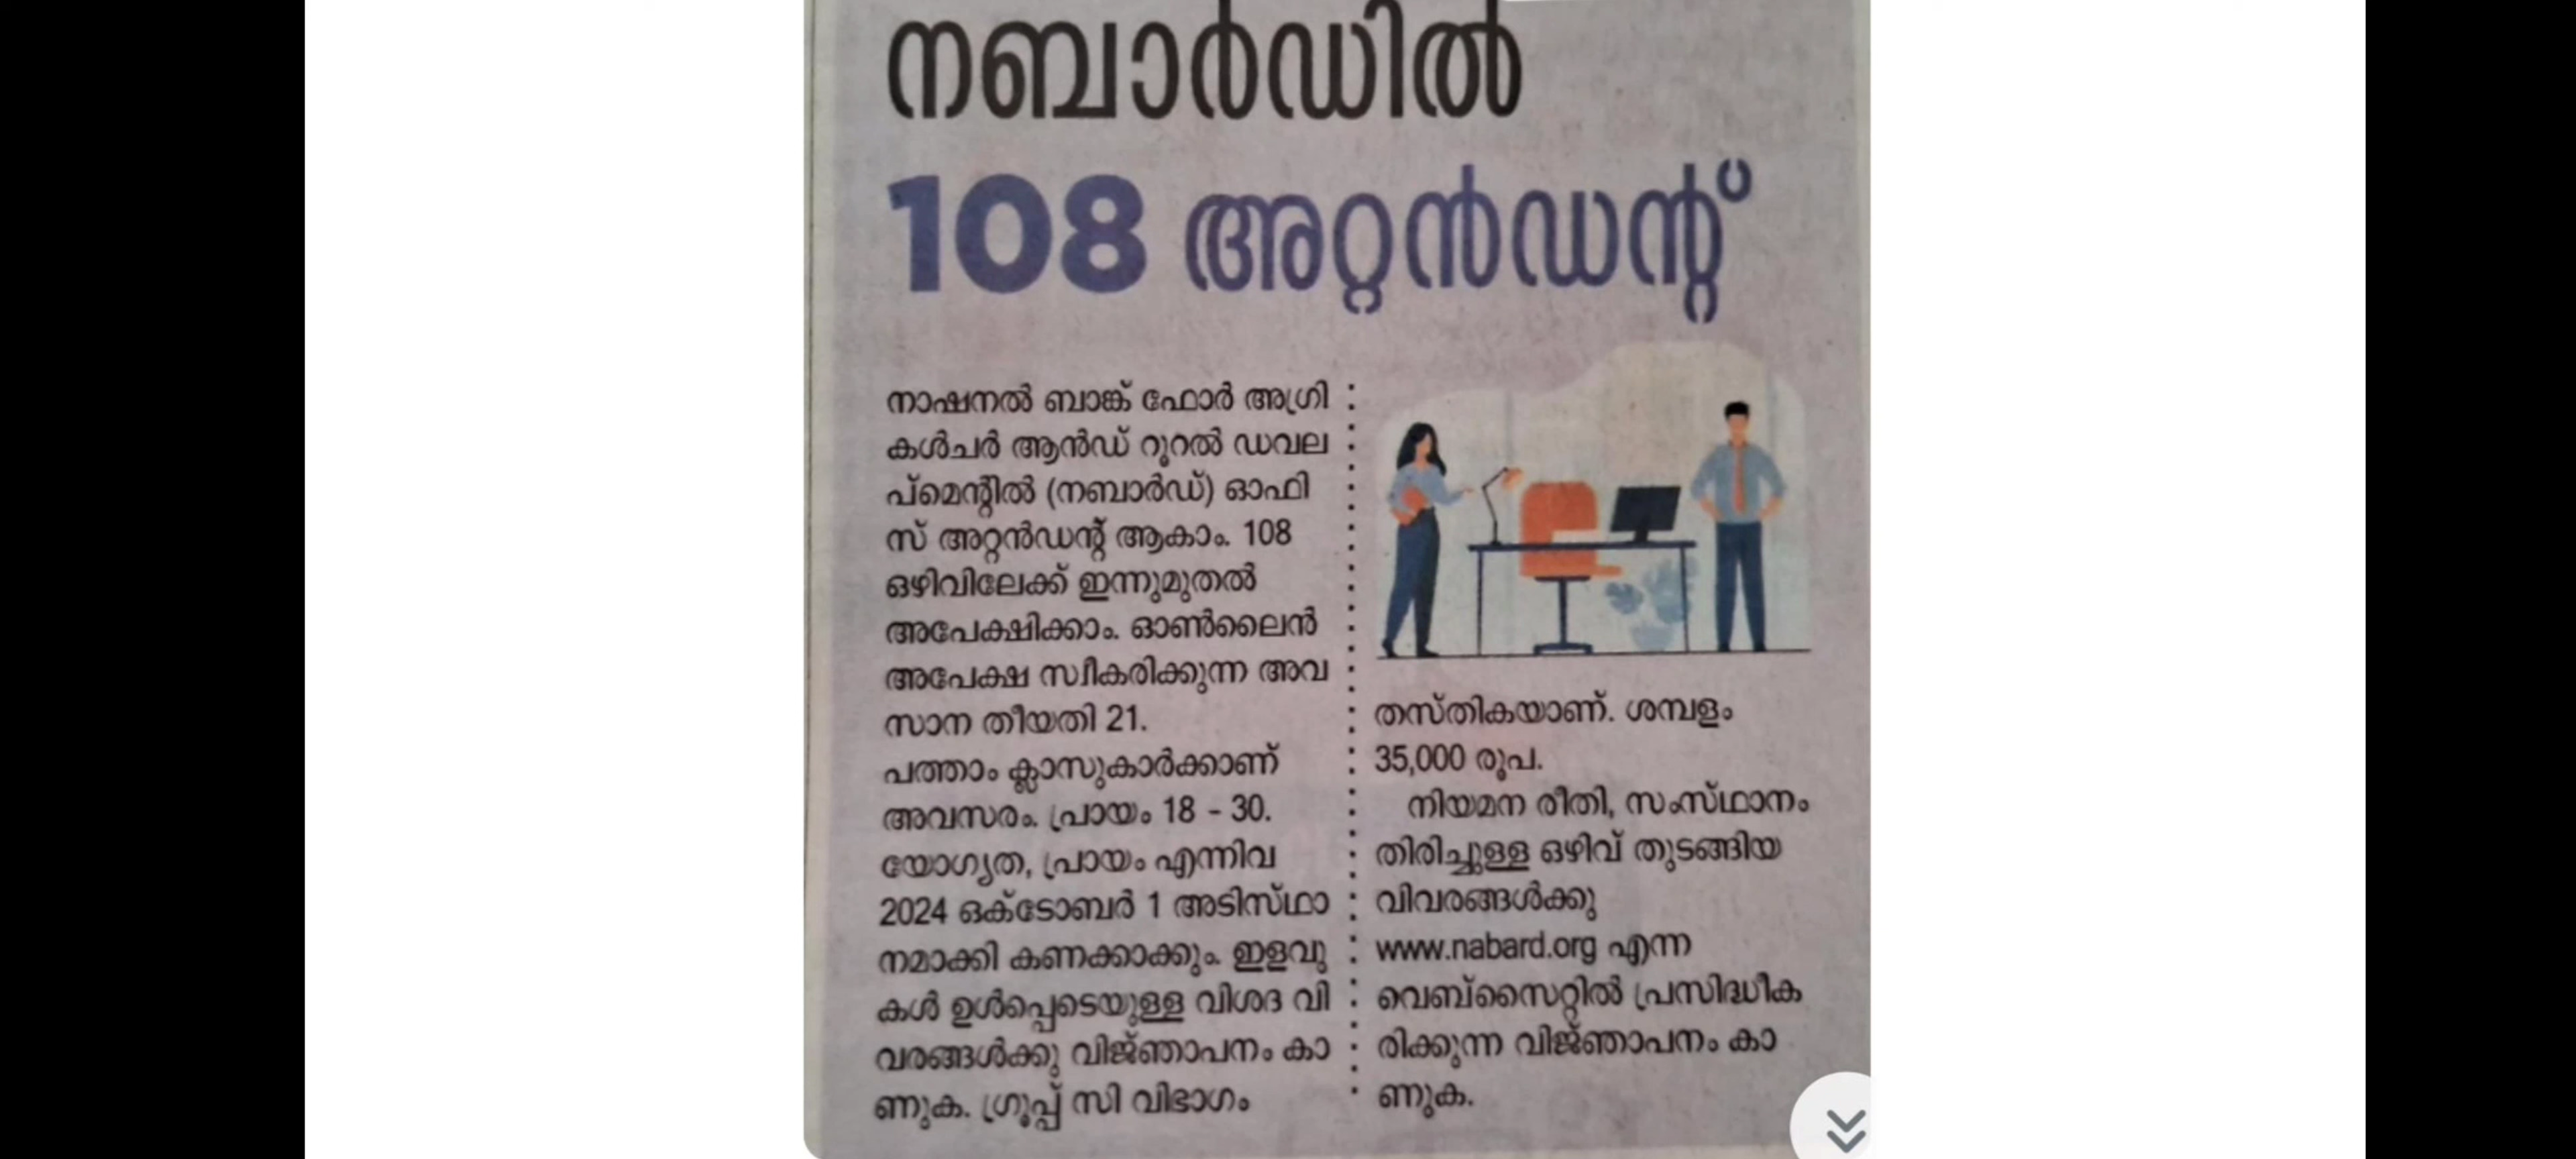 നബാർഡിൽ
108 അറ്റൻഡന്റ്
നാഷനൽ ബാങ്ക് ഫോർ അഗ്രി
കൾചർ ആൻഡ് റൂറൽ ഡവല
പ്മെന്റിൽ (നബാർഡ്) ഓഫി
സ് അറ്റൻഡന്റ് ആകാം. 108
ഒഴിവിലേക്ക് ഇന്നുമുതൽ
അപേക്ഷിക്കാം. ഓൺലൈൻ
അപേക്ഷ സ്വീകരിക്കുന്ന അവ
സാന തീയതി 21.
പത്താം ക്ലാസുകാർക്കാണ്
അവസരം. പ്രായം 18 - 30.
യോഗ്യത, പ്രായം എന്നിവ
2024 ഒക്ടോബർ 1 അടിസ്ഥാ
നമാക്കി കണക്കാക്കും. ഇളവു
കൾ ഉൾപ്പെടെയുള്ള വിശദ വി
വരങ്ങൾക്കു വിജ്ഞാപനം കാ
ണുക. ഗ്രൂപ്പ് സി വിഭാഗം
തസ്തികയാണ്. ശമ്പളം
35,000 രൂപ.
നിയമന രീതി, സംസ്ഥാനം
തിരിച്ചുള്ള ഒഴിവ് തുടങ്ങിയ
വിവരങ്ങൾക്കു
www.nabard.org എന്ന
വെബ്സൈറ്റിൽ പ്രസിദ്ധീക
രിക്കുന്ന വിജ്ഞാപനം കാ
ണുക.